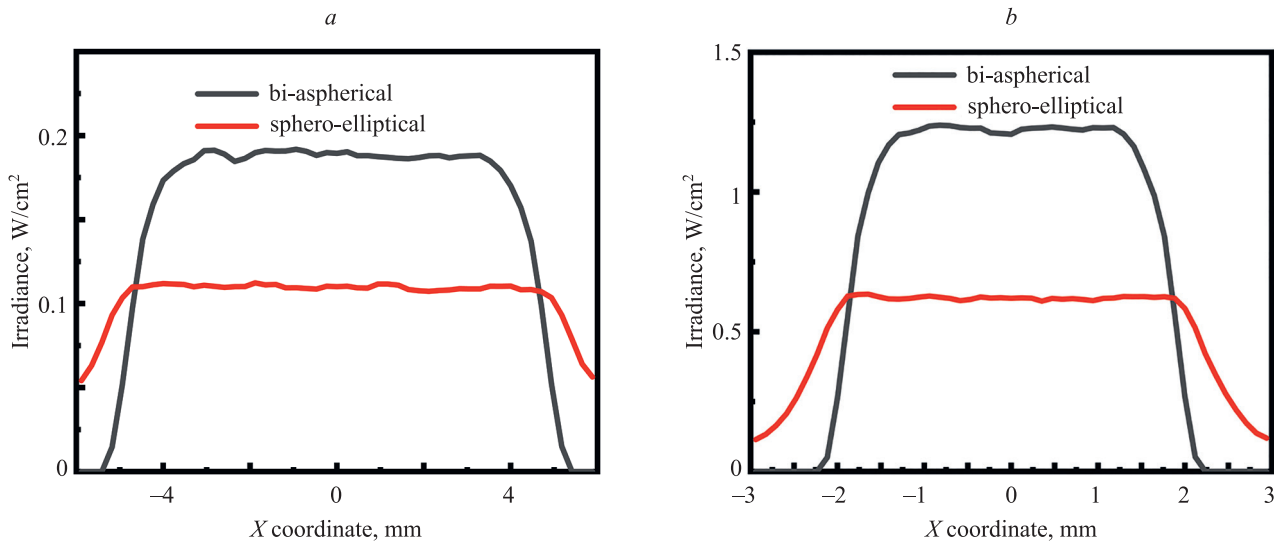 a
bi-aspherical
sphero-elliptical
0.2
0.1
0
Irradiance, W/cm²
–4
0
4
X coordinate, mm
b
1.5
bi-aspherical
sphero-elliptical
1
0.5
0
Irradiance, W/cm²
–3
–2
–1
0
1
2
3
X coordinate, mm